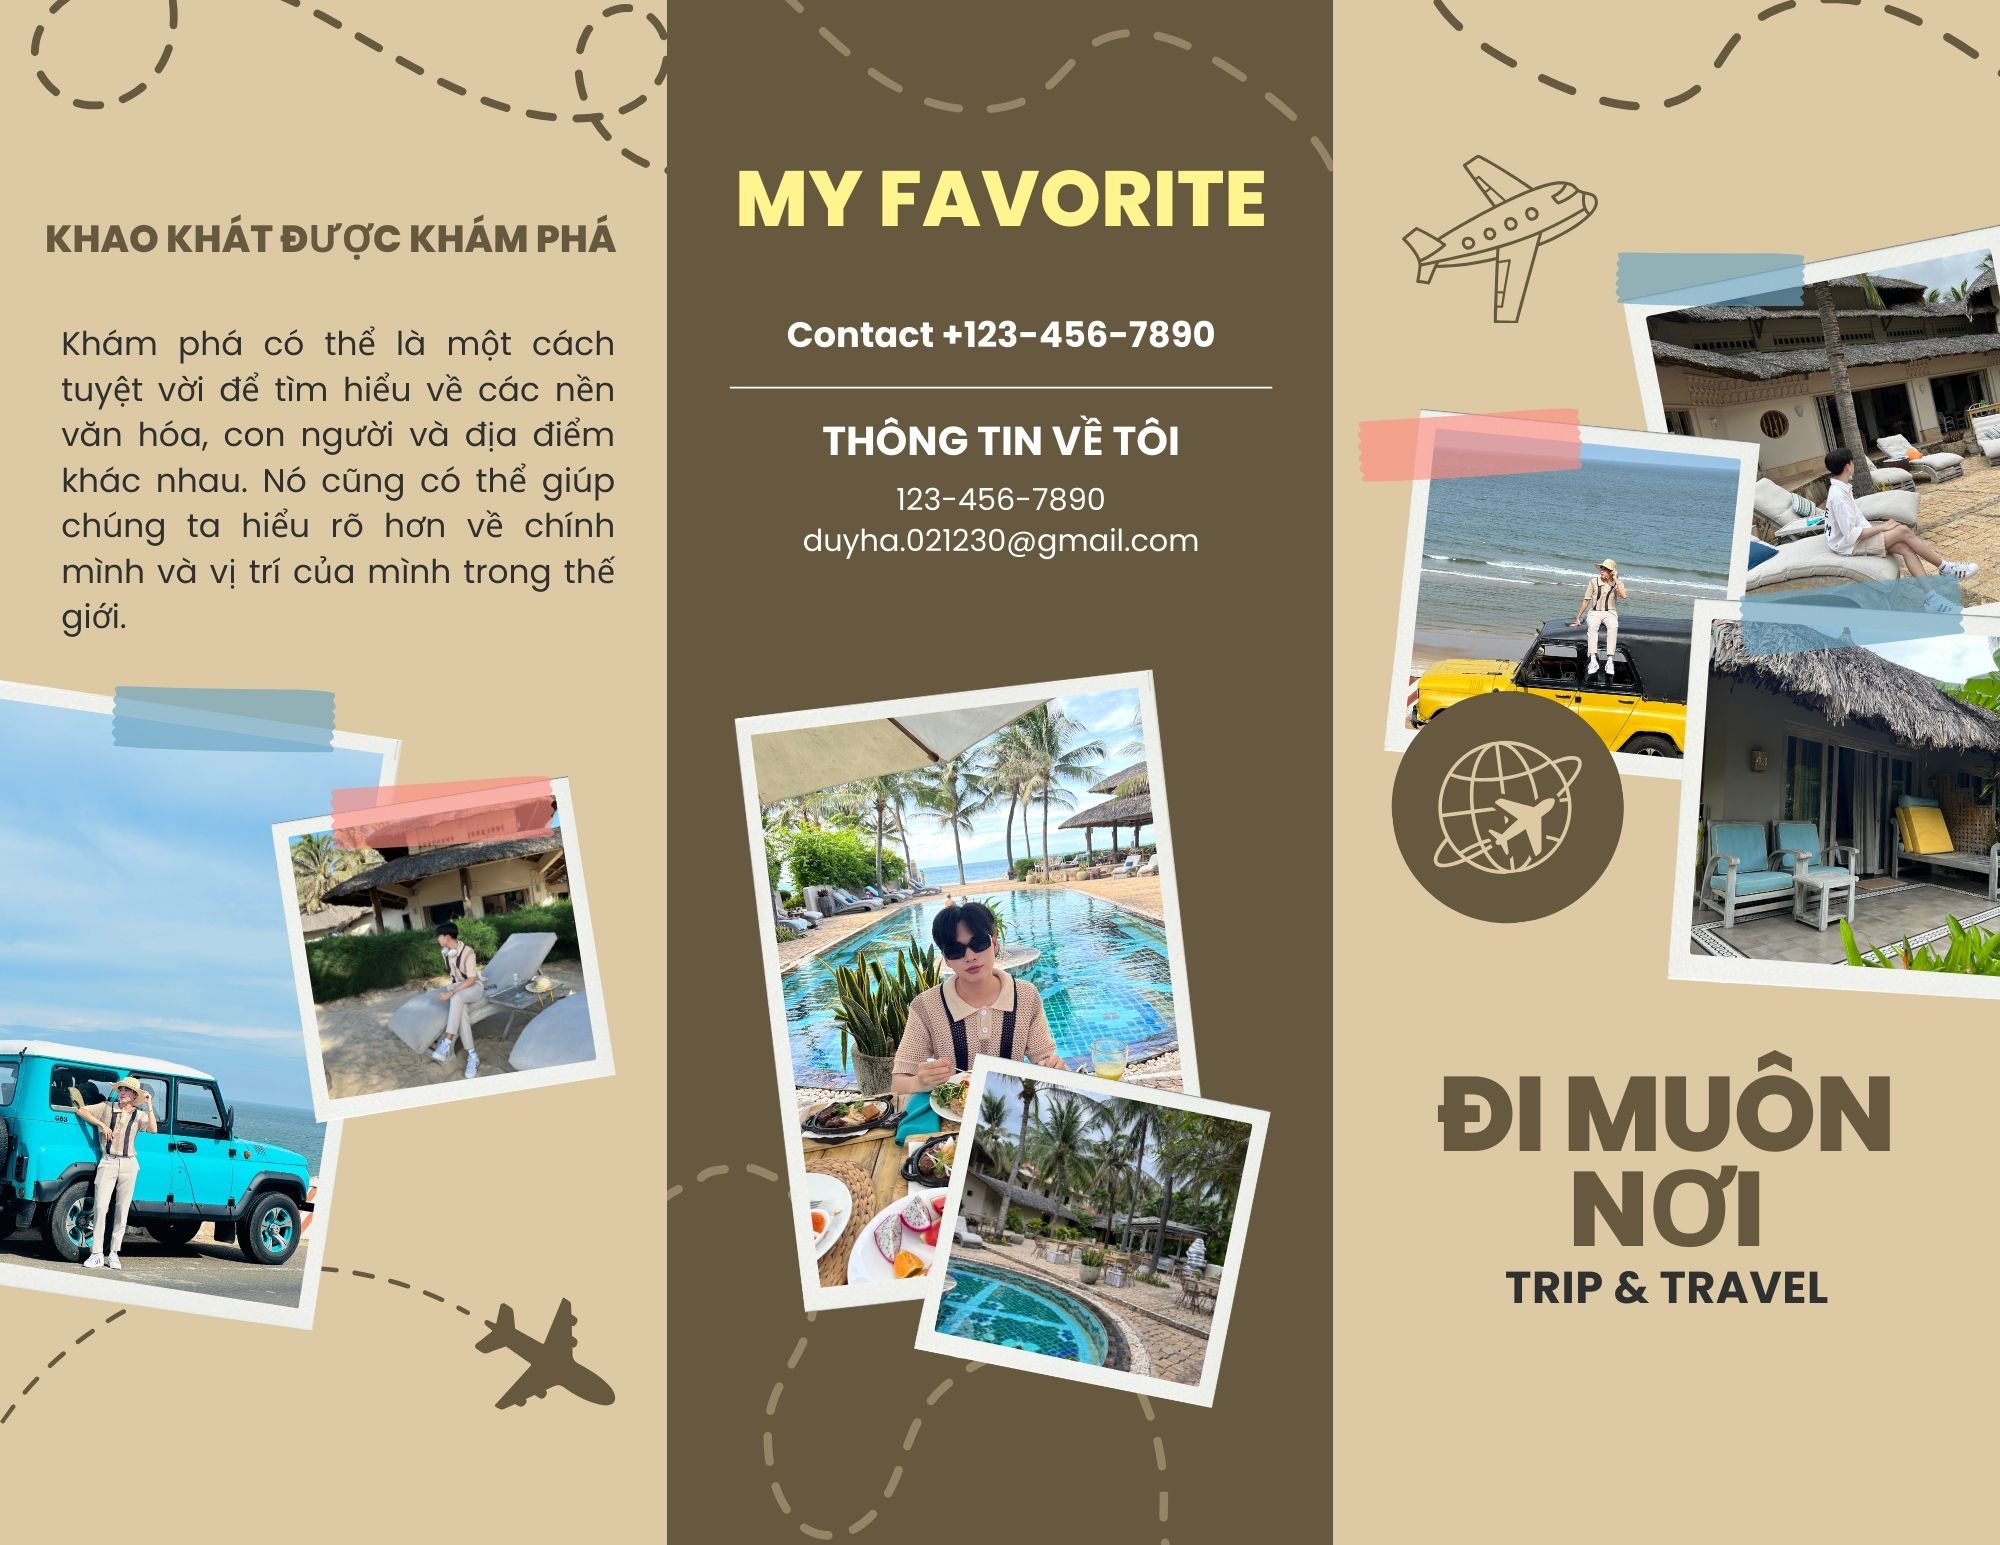 KHAO KHÁT ĐƯỢC KHÁM PHÁ
Khám phá có thể là một cách
tuyệt vời để tìm hiểu về các nền
văn hóa, con người và địa điểm
khác nhau. Nó cũng có thể giúp
chúng ta hiểu rõ hơn về chính
mình và vị trí của mình trong thế
giới.
MY FAVORITE
Contact +123-456-7890
THÔNG TIN VỀ TÔI
123-456-7890
duyha.021230@gmail.com
ĐI MUÔN
NƠI
TRIP & TRAVEL